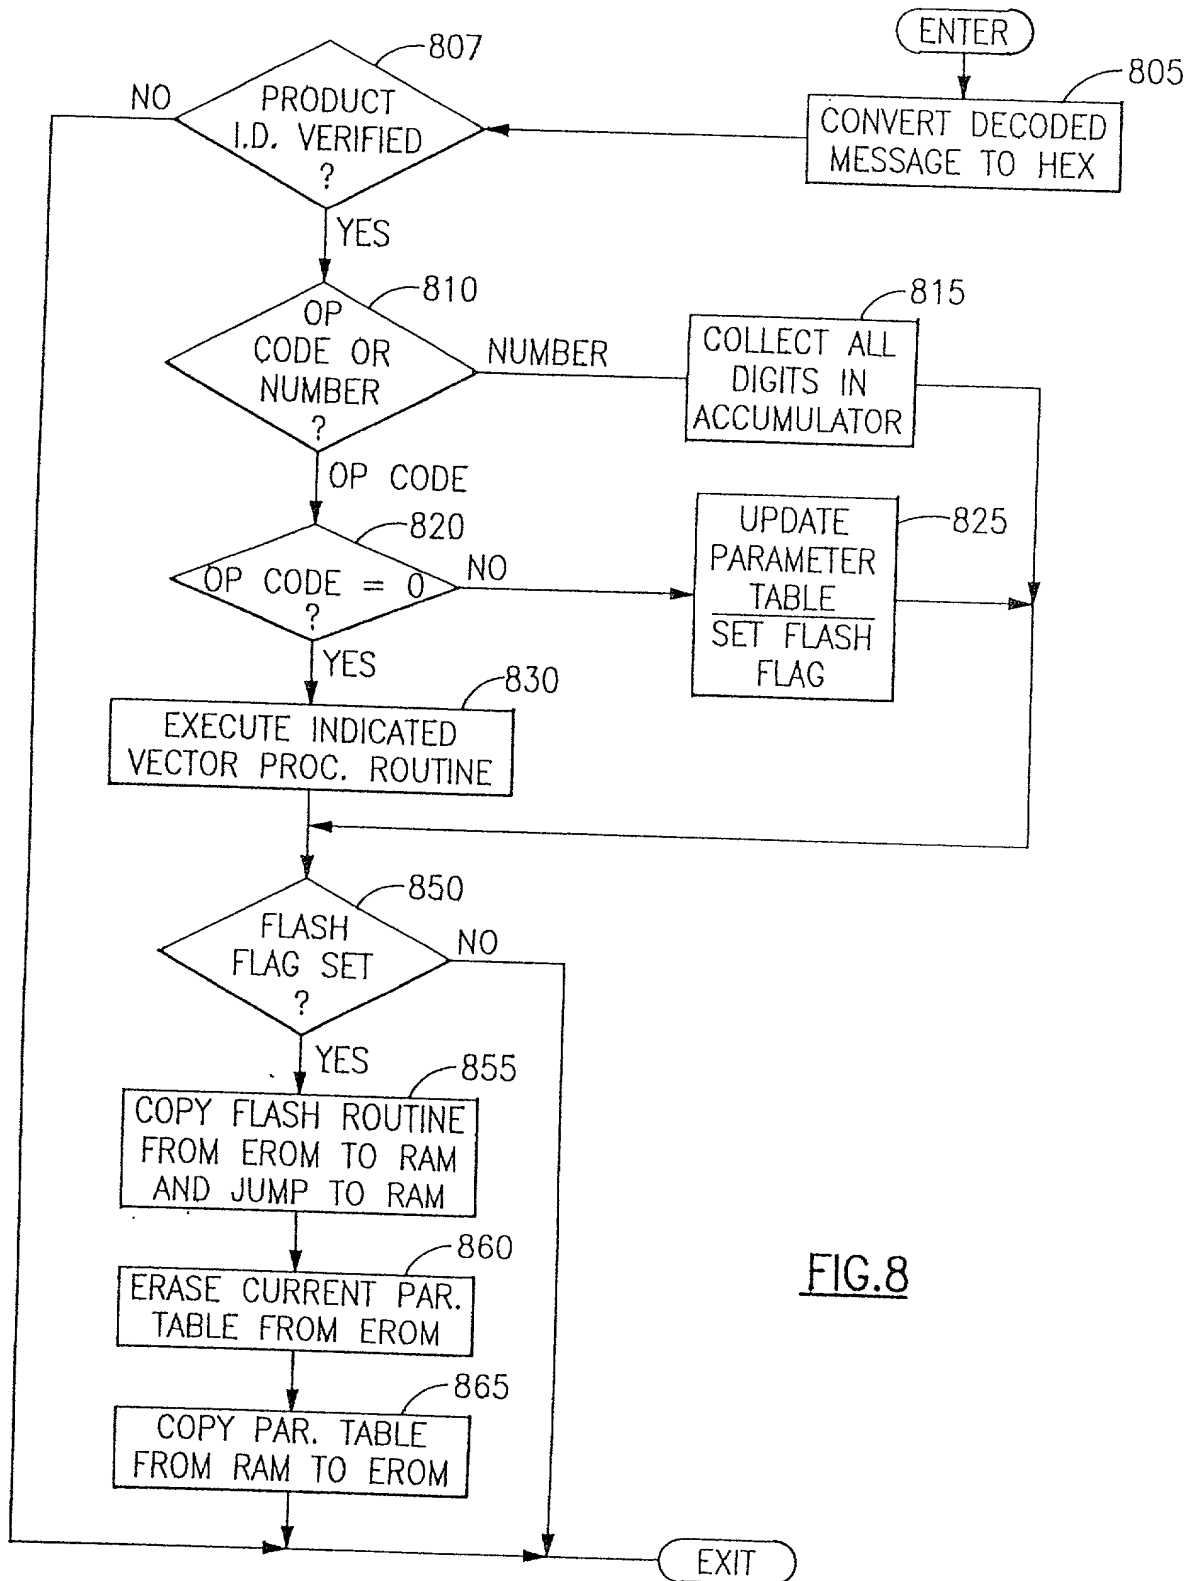 ENTER
805
CONVERT DECODED
MESSAGE TO HEX
807
NO
PRODUCT
I.D. VERIFIED
?
YES
810
OP
CODE OR
NUMBER
?
NUMBER
815
COLLECT ALL
DIGITS IN
ACCUMULATOR
OP CODE
820
OP CODE = 0
?
NO
825
UPDATE
PARAMETER
TABLE
SET FLASH
FLAG
YES
830
EXECUTE INDICATED
VECTOR PROC. ROUTINE
850
FLASH
FLAG SET
?
NO
YES
855
COPY FLASH ROUTINE
FROM EROM TO RAM
AND JUMP TO RAM
860
ERASE CURRENT PAR.
TABLE FROM EROM
865
COPY PAR. TABLE
FROM RAM TO EROM
EXIT
FIG.8